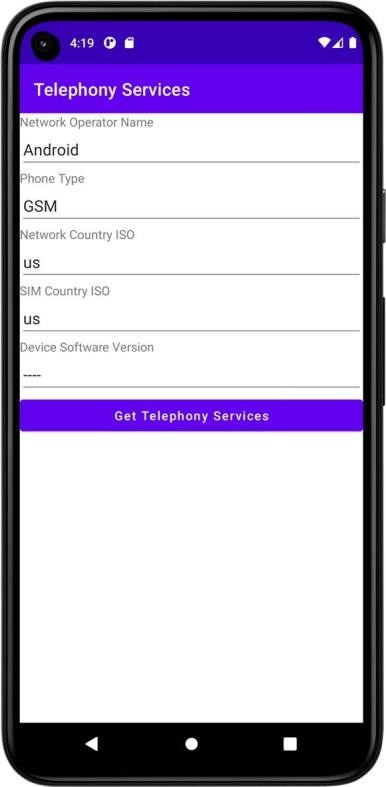 4:19
Telephony Services
Network Operator Name
Android
Phone Type
GSM
Network Country ISO
us
SIM Country ISO
us
Device Software Version
----
Get Telephony Services